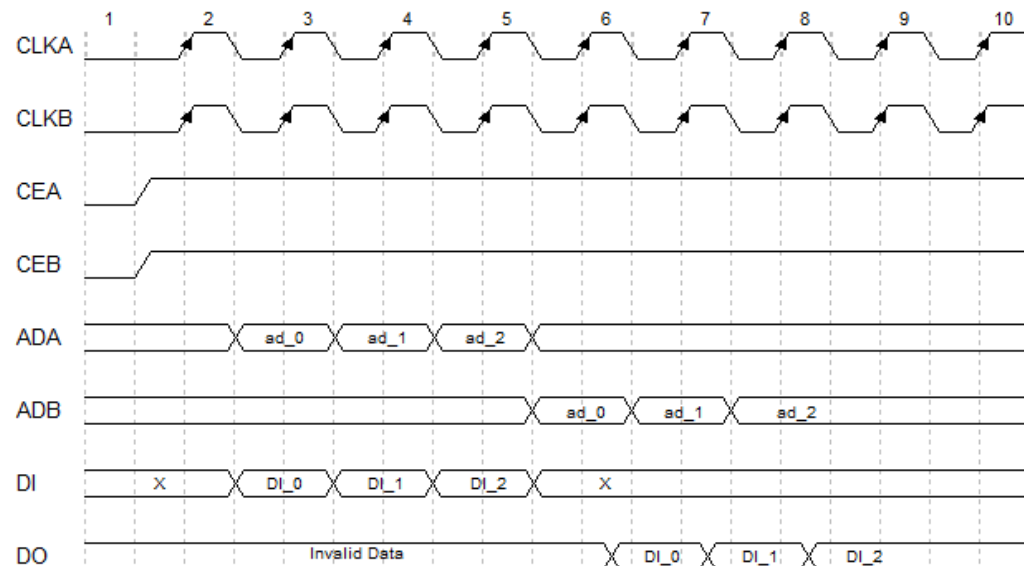 1 2 3 4 5 6 7 8 9 10
CLKA
CLKB
CEA
CEB
ADA ad_0 ad_1 ad_2
ADB ad_0 ad_1 ad_2
DI X DI_0 DI_1 DI_2 X
DO Invalid Data DI_0 DI_1 DI_2